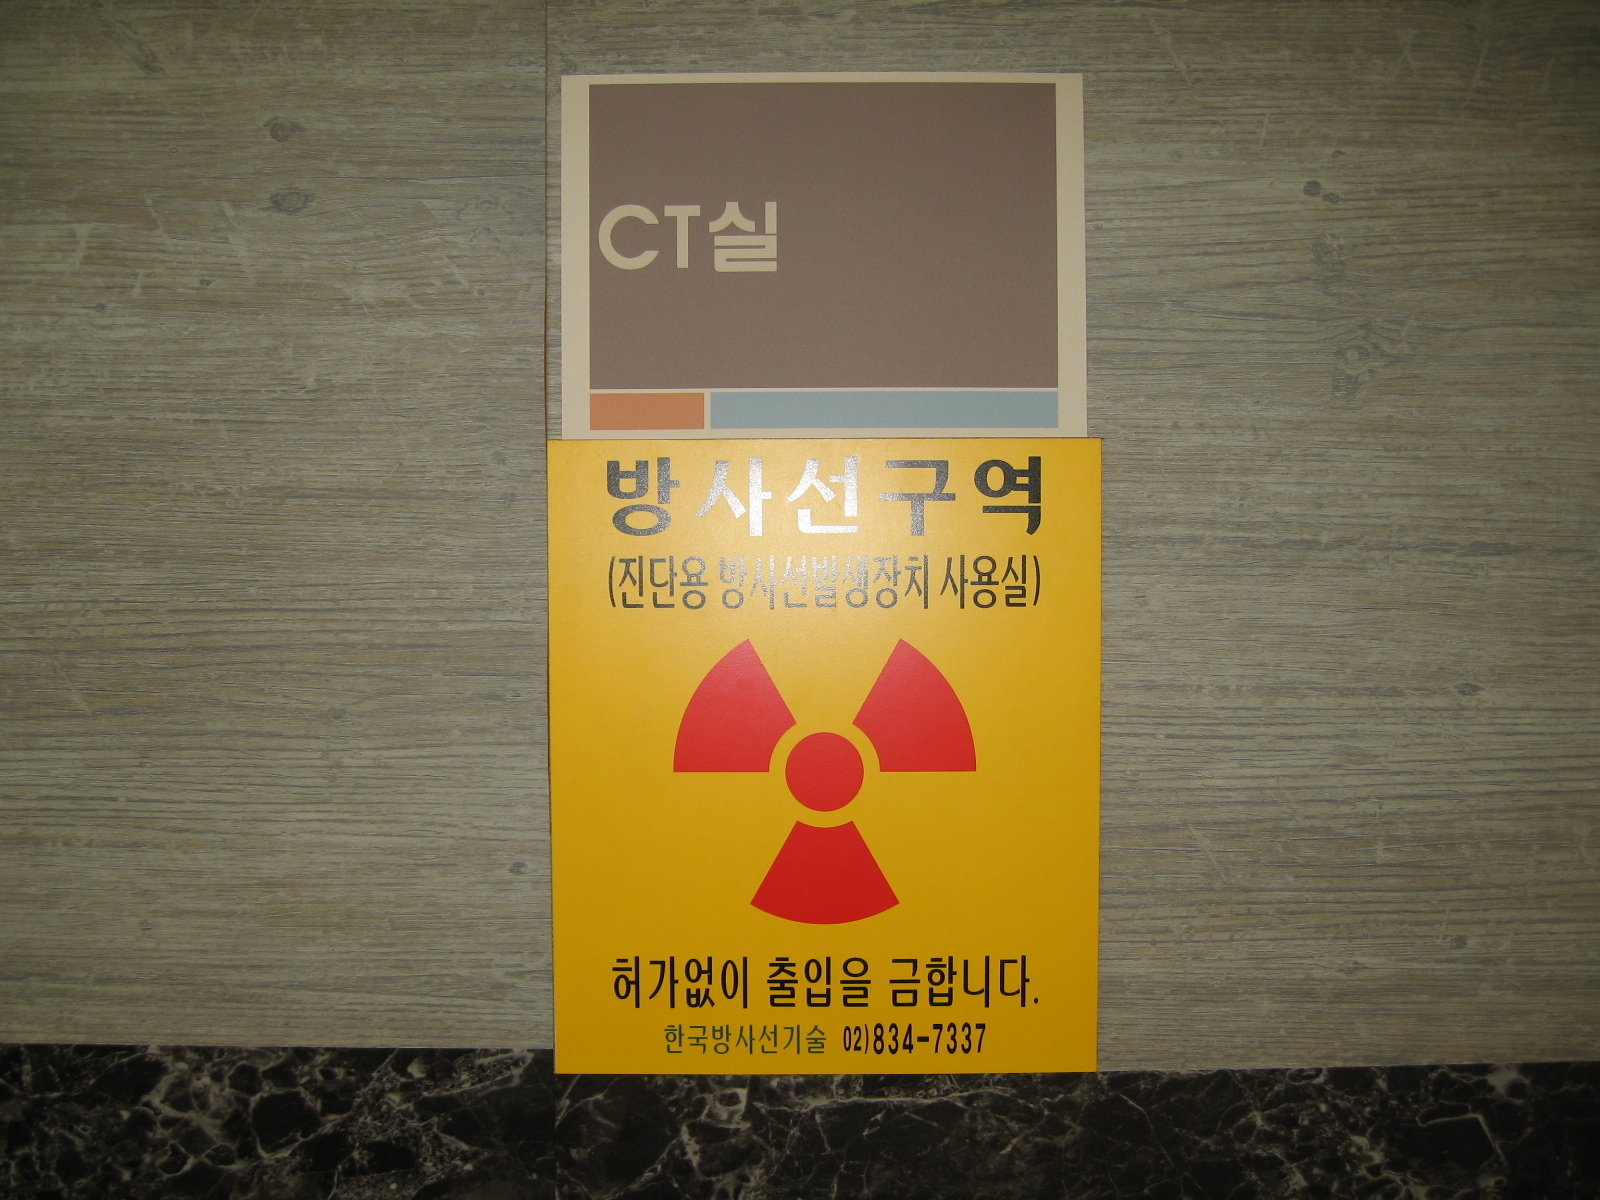 CT실
방사선구역
(진단용 방사선발생장치 사용실)
허가없이 출입을 금합니다.
한국방사선기술 02)834-7337